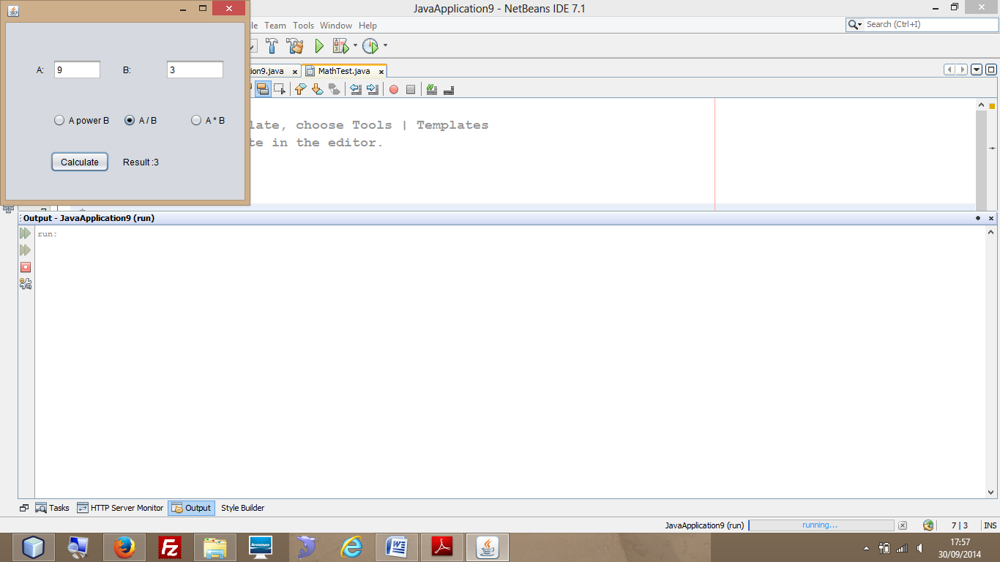 JavaApplication9 - NetBeans IDE 7.1
Team Tools Window Help
Search (Ctrl+I)
A: 9 B: 3
ion9.java MathTest.java
A power B A / B A * B
late, choose Tools | Templates
te in the editor.
Calculate Result :3
Output - JavaApplication9 (run)
run:
Tasks HTTP Server Monitor Output Style Builder
JavaApplication9 (run) running... 7 | 3 INS
lenovo
17:57
30/09/2014